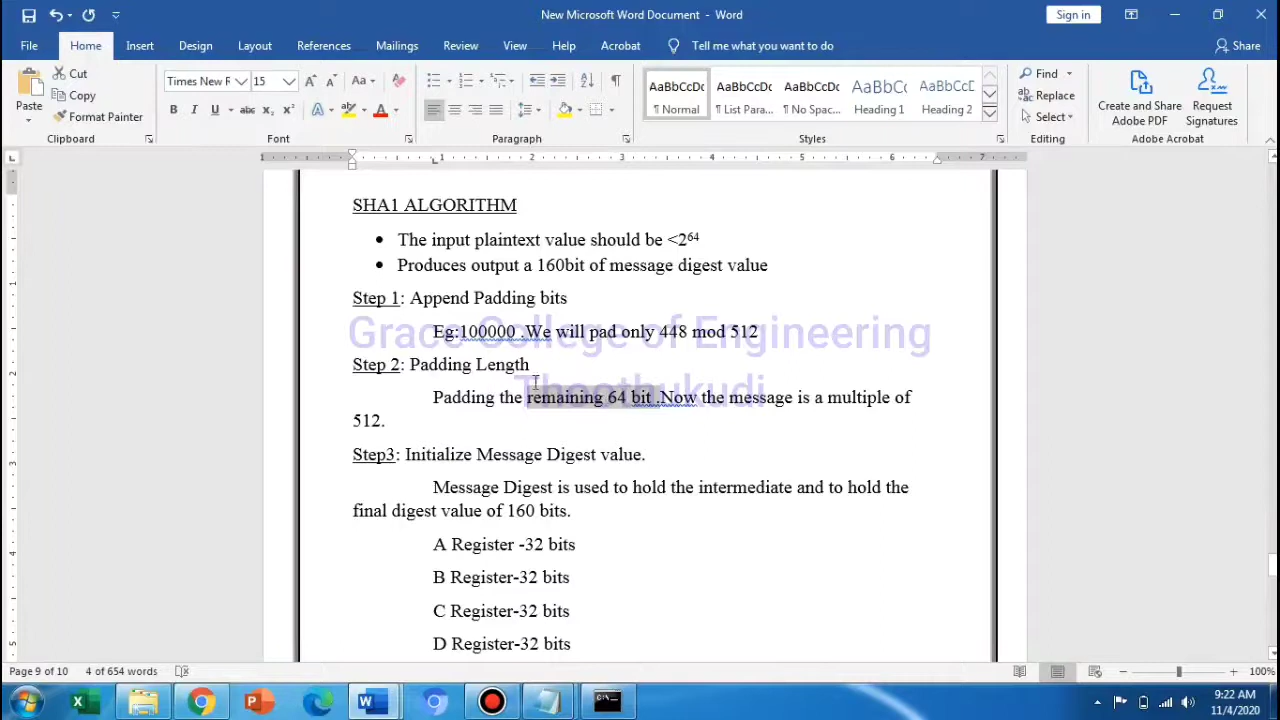 New Microsoft Word Document - Word
Sign in
File Home Insert Design Layout References Mailings Review View Help Acrobat Tell me what you want to do Share
Paste
Cut
Copy
Format Painter
Clipboard
Times New R 15
Font
Paragraph
AaBbCcDc AaBbCcDc AaBbCcDc AaBbCc AaBbCcD
¶ Normal ¶ List Para... ¶ No Spac... Heading 1 Heading 2
Styles
Find
Replace
Select
Editing
Create and Share Adobe PDF
Request Signatures
Adobe Acrobat
SHA1 ALGORITHM
• The input plaintext value should be <2⁶⁴
• Produces output a 160bit of message digest value
Step 1: Append Padding bits
Eg:100000 .We will pad only 448 mod 512
Grace College of Engineering
Step 2: Padding Length
Thoothukudi
Padding the remaining 64 bit .Now the message is a multiple of
512.
Step3: Initialize Message Digest value.
Message Digest is used to hold the intermediate and to hold the
final digest value of 160 bits.
A Register -32 bits
B Register-32 bits
C Register-32 bits
D Register-32 bits
Page 9 of 10 4 of 654 words 100%
9:22 AM
11/4/2020